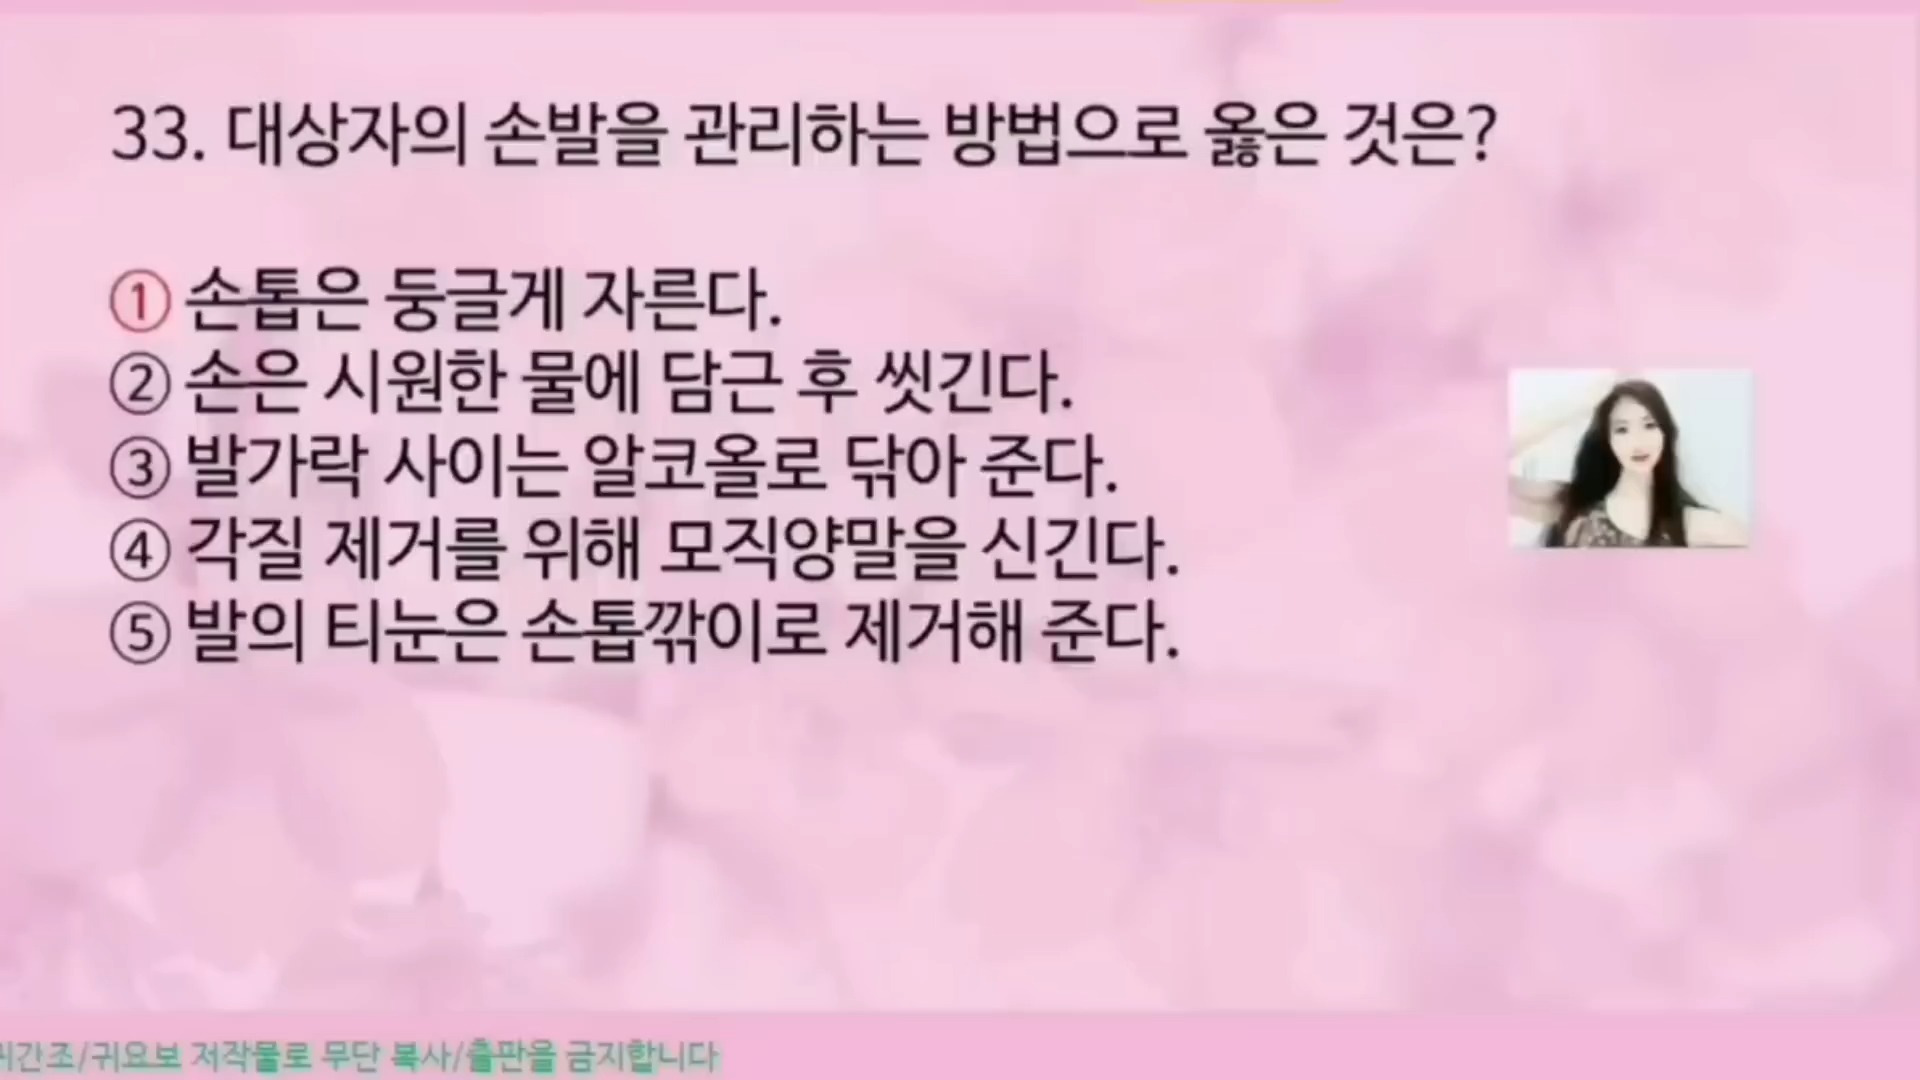 33. 대상자의 손발을 관리하는 방법으로 옳은 것은?
① 손톱은 둥글게 자른다.
② 손은 시원한 물에 담근 후 씻긴다.
③ 발가락 사이는 알코올로 닦아 준다.
④ 각질 제거를 위해 모직양말을 신긴다.
⑤ 발의 티눈은 손톱깎이로 제거해 준다.
귀간조/귀요보 저작물로 무단 복사/출판을 금지합니다